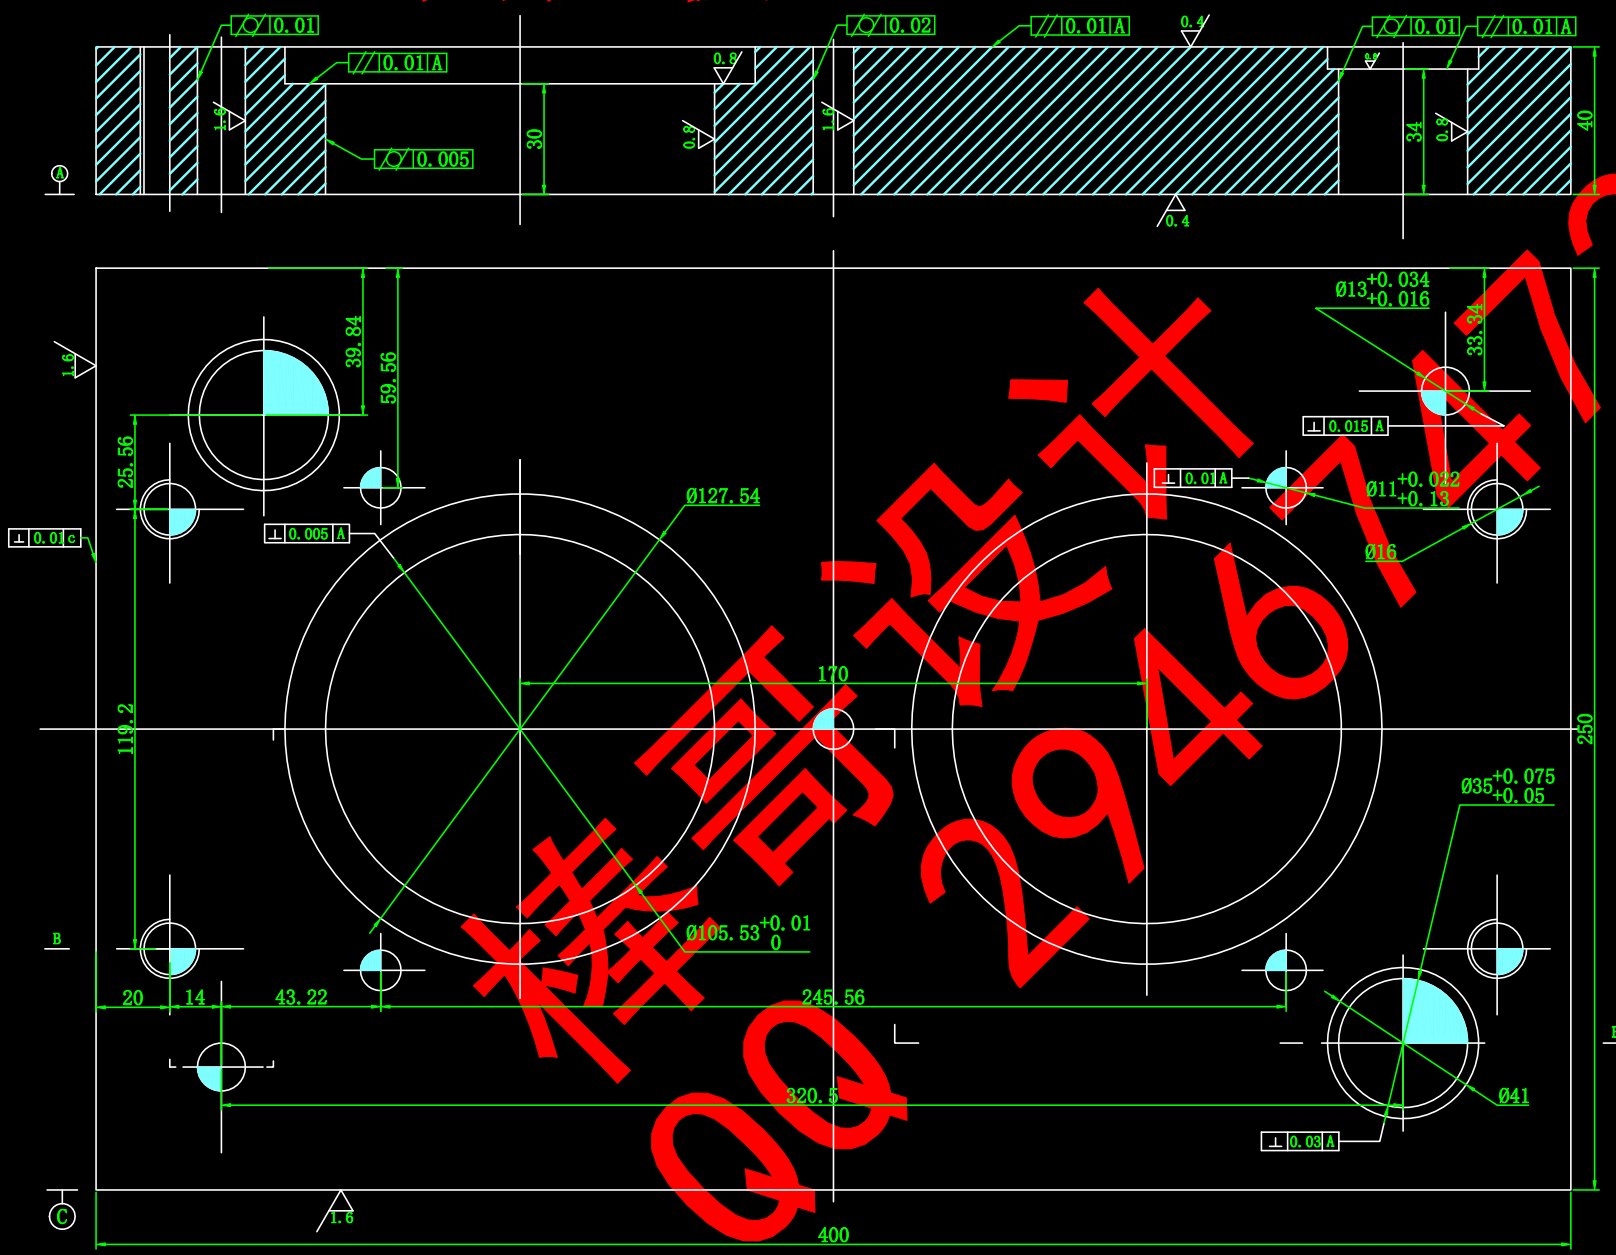 0.01
0.01 A
0.005
0.02
0.01 A
0.4
0.01
0.01 A
0.8
1.6
30
0.8
1.6
34
0.8
40
A
0.4
39.84
59.56
Ø13 +0.034 +0.016
33.34
1.6
25.56
⊥ 0.01 c
⊥ 0.005 A
Ø127.54
⊥ 0.015 A
⊥ 0.01 A
Ø11 +0.022 +0.13
Ø16
170
119.2
250
Ø35 +0.075 +0.05
B
Ø105.53 +0.01 0
20
14
43.22
245.56
320.5
Ø41
⊥ 0.03 A
C
1.6
400
楼哥设计
QQ